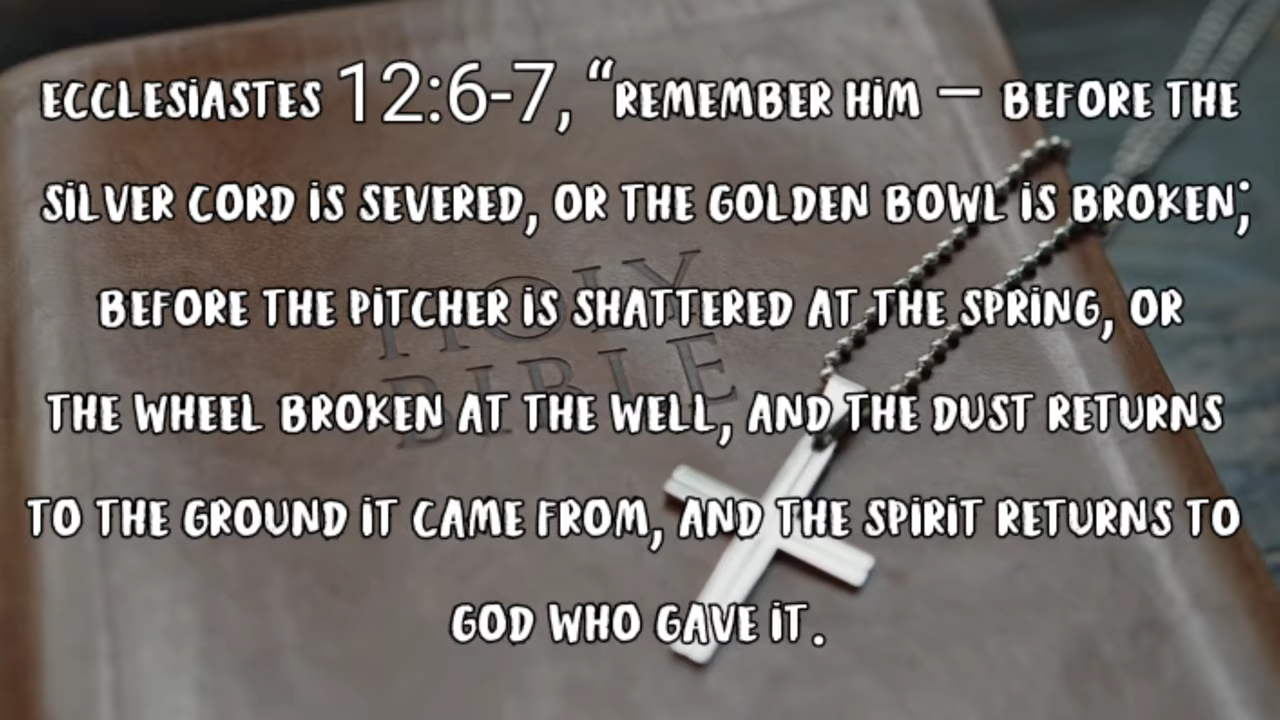 ECCLESiASTES 12:6-7, “REMEMBER HiM — BEFORE THE
SiLVER CORD iS SEVERED, OR THE GOLDEN BOWL iS BROKEN;
BEFORE THE PiTCHER iS SHATTERED AT THE SPRiNG, OR
THE WHEEL BROKEN AT THE WELL, AND THE DUST RETURNS
TO THE GROUND iT CAME FROM, AND THE SPiRiT RETURNS TO
GOD WHO GAVE iT.
HOLY
BIBLE